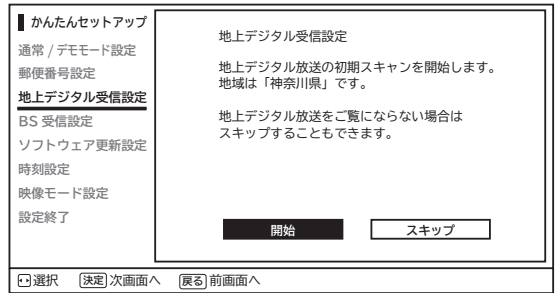 かんたんセットアップ
通常 / デモモード設定
郵便番号設定
地上デジタル受信設定
BS 受信設定
ソフトウェア更新設定
時刻設定
映像モード設定
設定終了
地上デジタル受信設定
地上デジタル放送の初期スキャンを開始します。
地域は「神奈川県」です。
地上デジタル放送をご覧にならない場合は
スキップすることもできます。
開始 スキップ
選択 決定 次画面へ 戻る 前画面へ